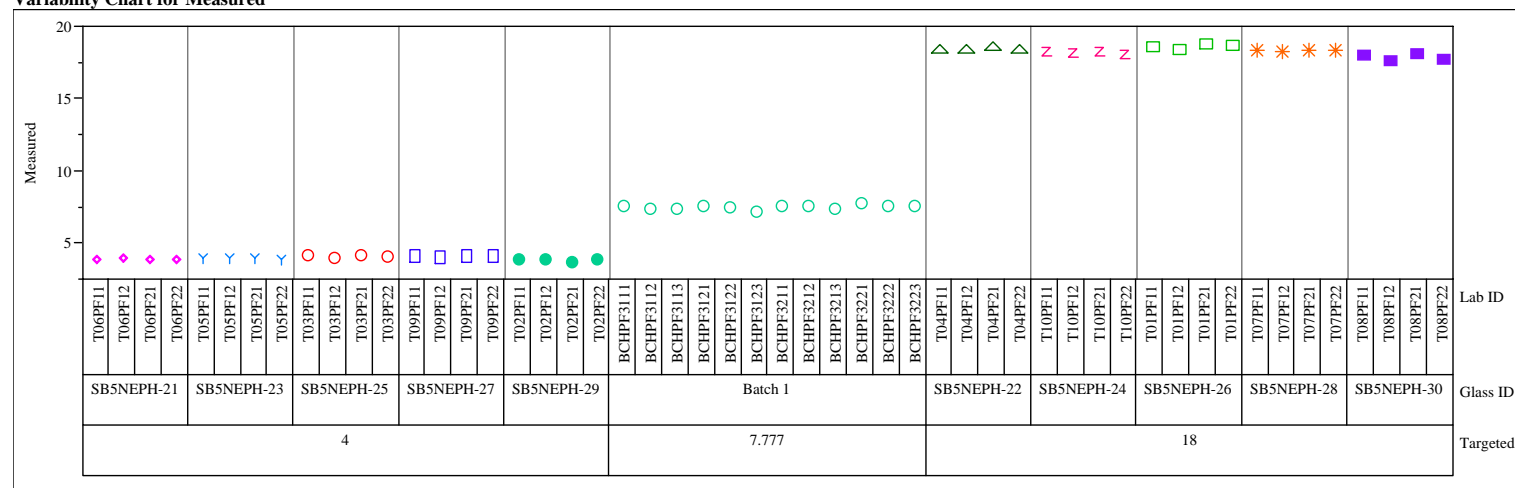 Variability Chart for Measured
20
15
10
5
Measured
T06PF11 T06PF12 T06PF21 T06PF22 T05PF11 T05PF12 T05PF21 T05PF22 T03PF11 T03PF12 T03PF21 T03PF22 T09PF11 T09PF12 T09PF21 T09PF22 T02PF11 T02PF12 T02PF21 T02PF22 BCHPF3111 BCHPF3112 BCHPF3113 BCHPF3121 BCHPF3122 BCHPF3123 BCHPF3211 BCHPF3212 BCHPF3213 BCHPF3221 BCHPF3222 BCHPF3223 T04PF11 T04PF12 T04PF21 T04PF22 T10PF11 T10PF12 T10PF21 T10PF22 T01PF11 T01PF12 T01PF21 T01PF22 T07PF11 T07PF12 T07PF21 T07PF22 T08PF11 T08PF12 T08PF21 T08PF22 Lab ID
SB5NEPH-21 SB5NEPH-23 SB5NEPH-25 SB5NEPH-27 SB5NEPH-29 Batch 1 SB5NEPH-22 SB5NEPH-24 SB5NEPH-26 SB5NEPH-28 SB5NEPH-30 Glass ID
4 7.777 18 Targeted